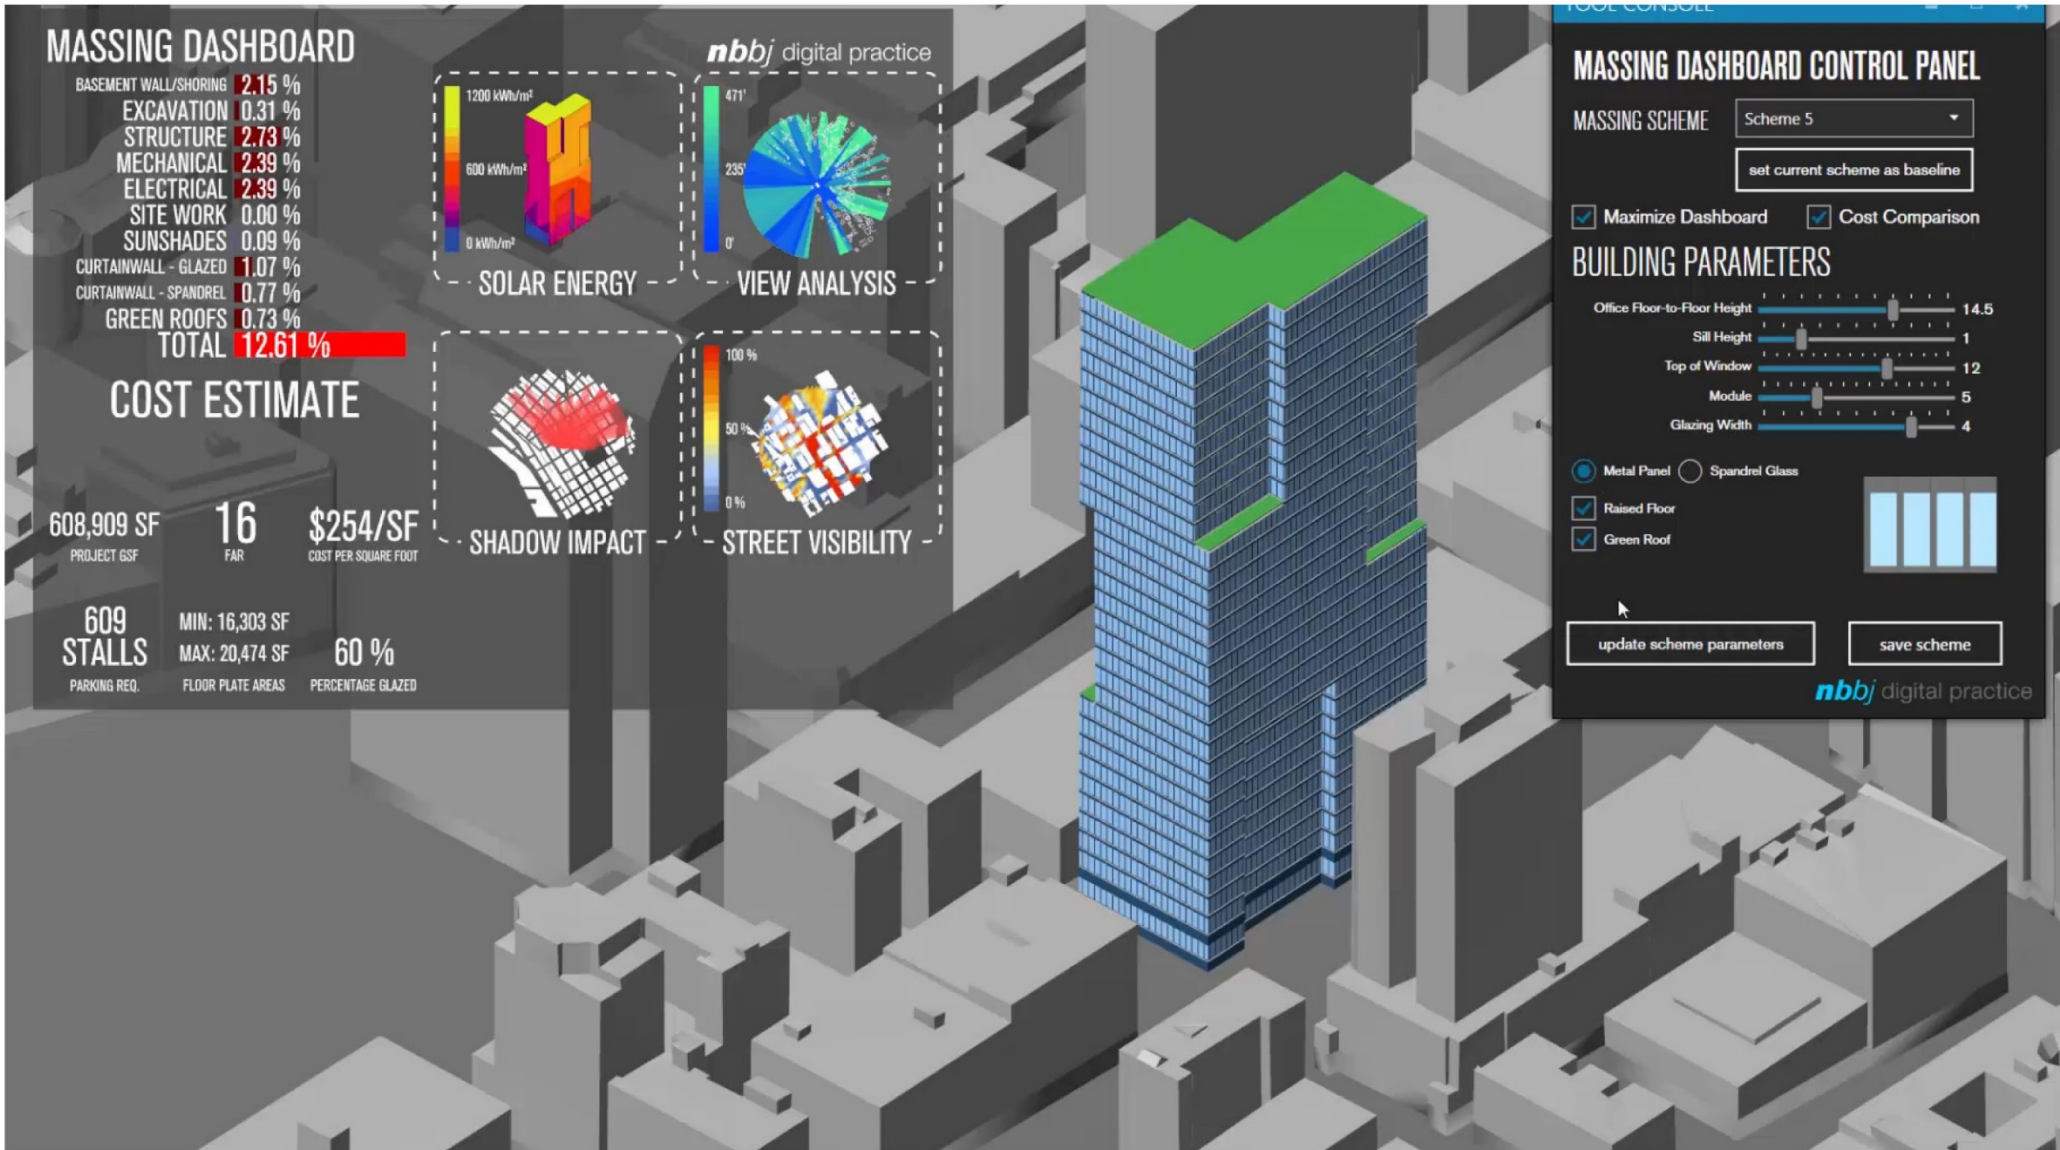 MASSING DASHBOARD
BASEMENT WALL/SHORING 2.15 %
EXCAVATION 0.31 %
STRUCTURE 2.73 %
MECHANICAL 2.39 %
ELECTRICAL 2.39 %
SITE WORK 0.00 %
SUNSHADES 0.09 %
CURTAINWALL - GLAZED 1.07 %
CURTAINWALL - SPANDREL 0.77 %
GREEN ROOFS 0.73 %
TOTAL 12.61 %
COST ESTIMATE
608,909 SF
PROJECT GSF
16
FAR
$254/SF
COST PER SQUARE FOOT
609
STALLS
PARKING REQ.
MIN: 16,303 SF
MAX: 20,474 SF
FLOOR PLATE AREAS
60 %
PERCENTAGE GLAZED
nbbj digital practice
1200 kWh/m²
600 kWh/m²
0 kWh/m²
SOLAR ENERGY
471'
235'
0'
VIEW ANALYSIS
SHADOW IMPACT
100 %
50 %
0 %
STREET VISIBILITY
TOOL CONSOLE
MASSING DASHBOARD CONTROL PANEL
MASSING SCHEME Scheme 5
set current scheme as baseline
Maximize Dashboard Cost Comparison
BUILDING PARAMETERS
Office Floor-to-Floor Height 14.5
Sill Height 1
Top of Window 12
Module 5
Glazing Width 4
Metal Panel Spandrel Glass
Raised Floor
Green Roof
update scheme parameters save scheme
nbbj digital practice